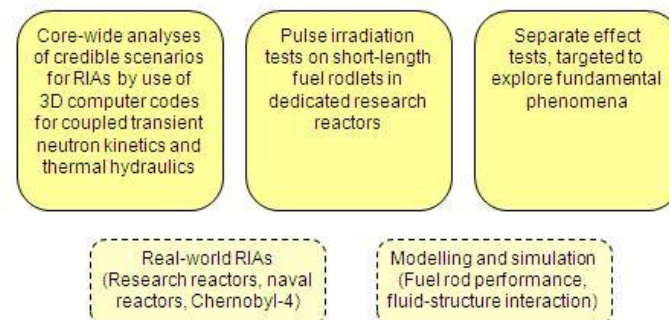 Core-wide analyses
of credible scenarios
for RIAs by use of
3D computer codes
for coupled transient
neutron kinetics and
thermal hydraulics
Pulse irradiation
tests on short-length
fuel rodlets in
dedicated research
reactors
Separate effect
tests, targeted to
explore fundamental
phenomena
Real-world RIAs
(Research reactors, naval
reactors, Chernobyl-4)
Modelling and simulation
(Fuel rod performance,
fluid-structure interaction)